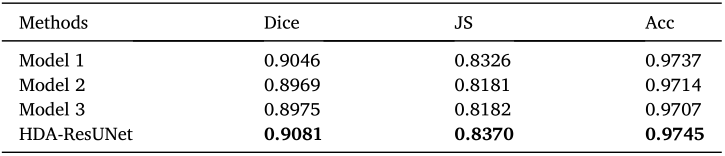 Methods Dice JS Acc
Model 1 0.9046 0.8326 0.9737
Model 2 0.8969 0.8181 0.9714
Model 3 0.8975 0.8182 0.9707
HDA-ResUNet 0.9081 0.8370 0.9745